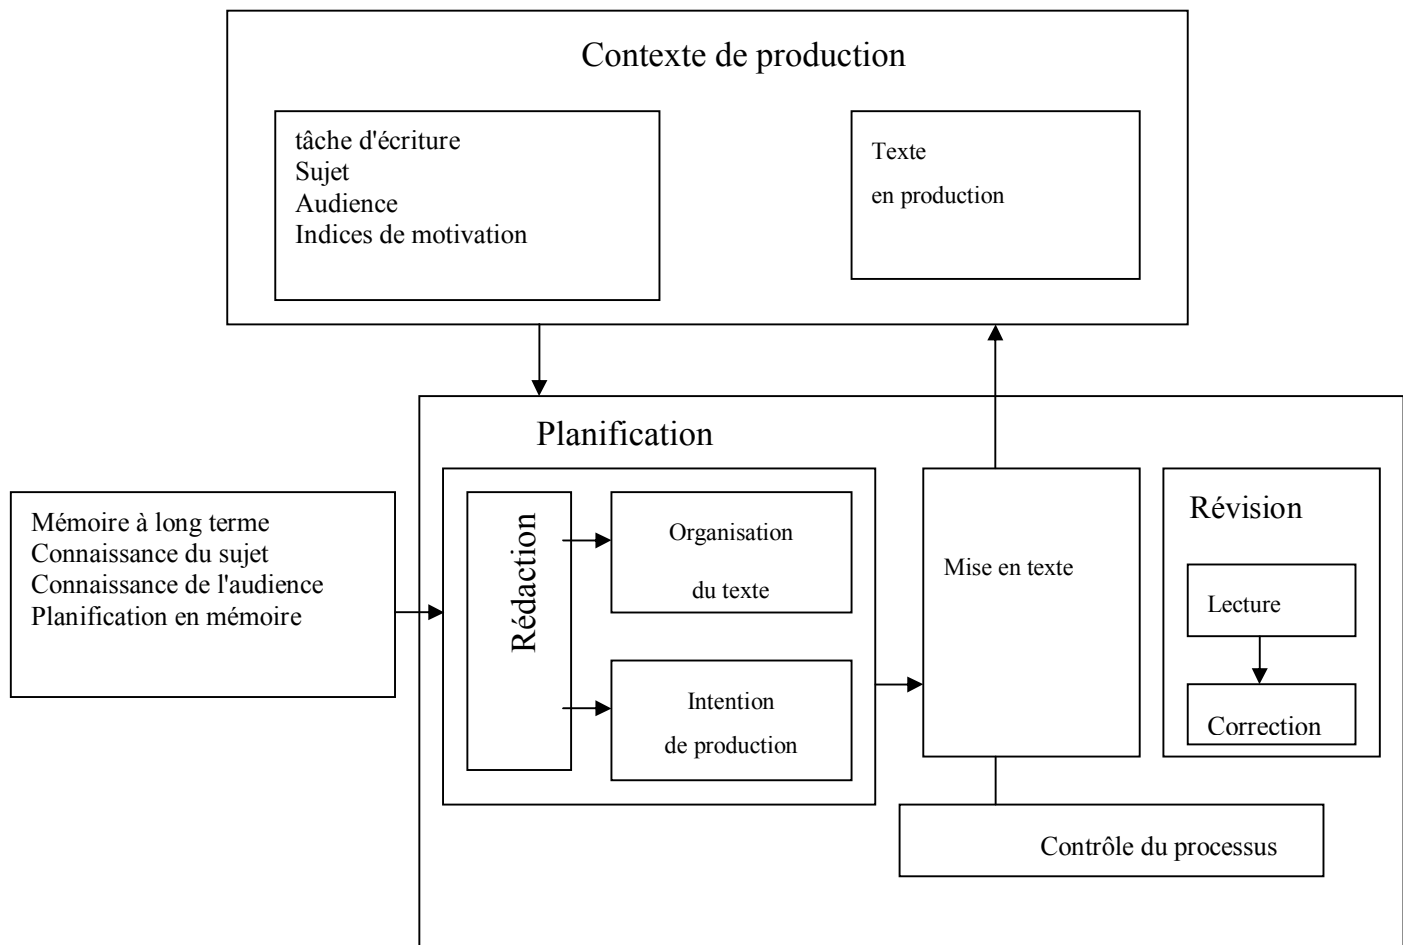 Contexte de production
tâche d'écriture
Sujet
Audience
Indices de motivation
Texte
en production
Planification
Mémoire à long terme
Connaissance du sujet
Connaissance de l'audience
Planification en mémoire
Rédaction
Organisation
du texte
Intention
de production
Mise en texte
Révision
Lecture
Correction
Contrôle du processus